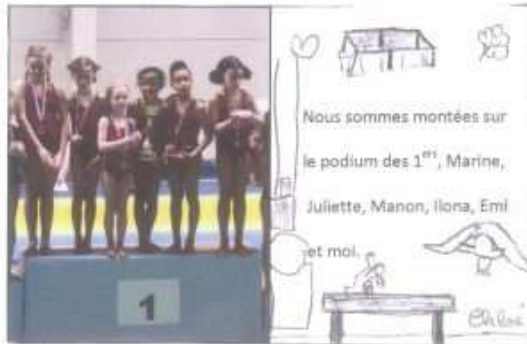 1
Nous sommes montées sur
le podium des 1ers, Marine,
Juliette, Manon, Ilona, Emi
et moi.
Chloé